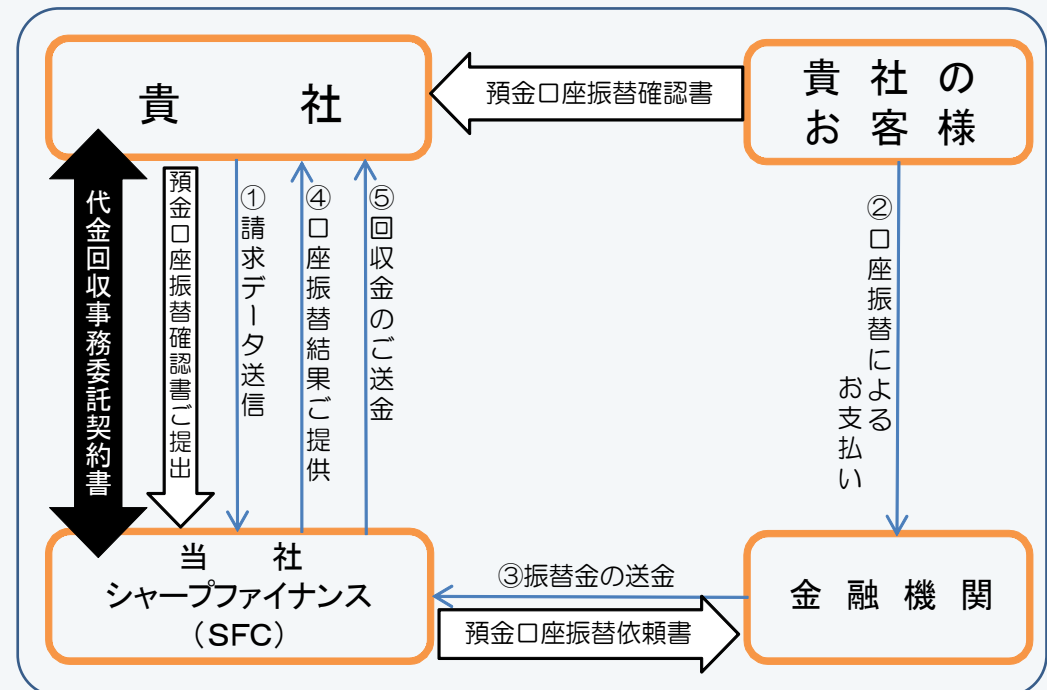 貴社
預金口座振替確認書
貴社の
お客様
代金回収事務委託契約書
預金口座振替確認書ご提出
①請求データ送信
④口座振替結果ご提供
⑤回収金のご送金
②口座振替による
お支払い
当社
シャープファイナンス
（SFC）
③振替金の送金
預金口座振替依頼書
金融機関